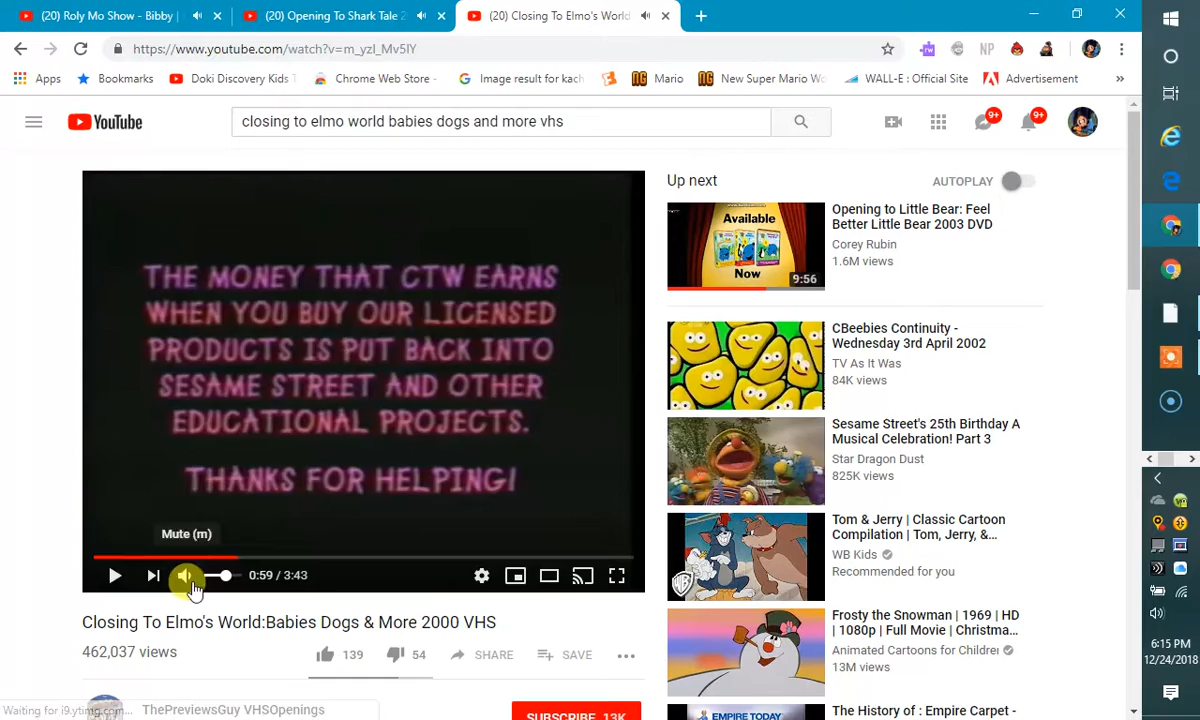 (20) Roly Mo Show - Bibby |
(20) Opening To Shark Tale 2
(20) Closing To Elmo's World
https://www.youtube.com/watch?v=m_yzl_Mv5lY
NP
Apps
Bookmarks
Doki Discovery Kids
Chrome Web Store -
Image result for kach
Mario
New Super Mario Wo
WALL-E : Official Site
Advertisement
»
YouTube
closing to elmo world babies dogs and more vhs
9+
9+
THE MONEY THAT CTW EARNS
WHEN YOU BUY OUR LICENSED
PRODUCTS IS PUT BACK INTO
SESAME STREET AND OTHER
EDUCATIONAL PROJECTS.
THANKS FOR HELPING!
Mute (m)
0:59 / 3:43
Closing To Elmo's World:Babies Dogs & More 2000 VHS
462,037 views
139
54
SHARE
SAVE
ThePreviewsGuy VHSOpenings
SUBSCRIBE 13K
Waiting for i9.ytimg.com...
Up next
AUTOPLAY
Available
Now
9:56
Opening to Little Bear: Feel
Better Little Bear 2003 DVD
Corey Rubin
1.6M views
CBeebies Continuity -
Wednesday 3rd April 2002
TV As It Was
84K views
Sesame Street's 25th Birthday A
Musical Celebration! Part 3
Star Dragon Dust
825K views
WB
Tom & Jerry | Classic Cartoon
Compilation | Tom, Jerry, &...
WB Kids
Recommended for you
Frosty the Snowman | 1969 | HD
| 1080p | Full Movie | Christma...
Animated Cartoons for Childrer
13M views
EMPIRE TODAY
The History of : Empire Carpet -
6:15 PM
12/24/2018